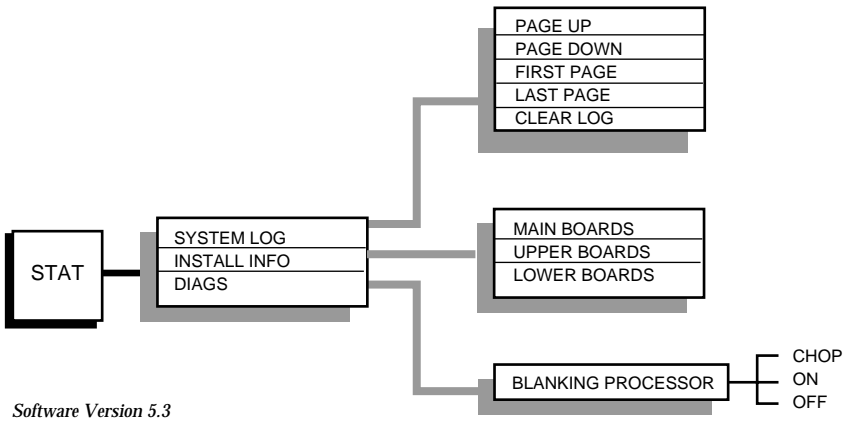 PAGE UP
PAGE DOWN
FIRST PAGE
LAST PAGE
CLEAR LOG
STAT
SYSTEM LOG
INSTALL INFO
DIAGS
MAIN BOARDS
UPPER BOARDS
LOWER BOARDS
BLANKING PROCESSOR
CHOP
ON
OFF
Software Version 5.3